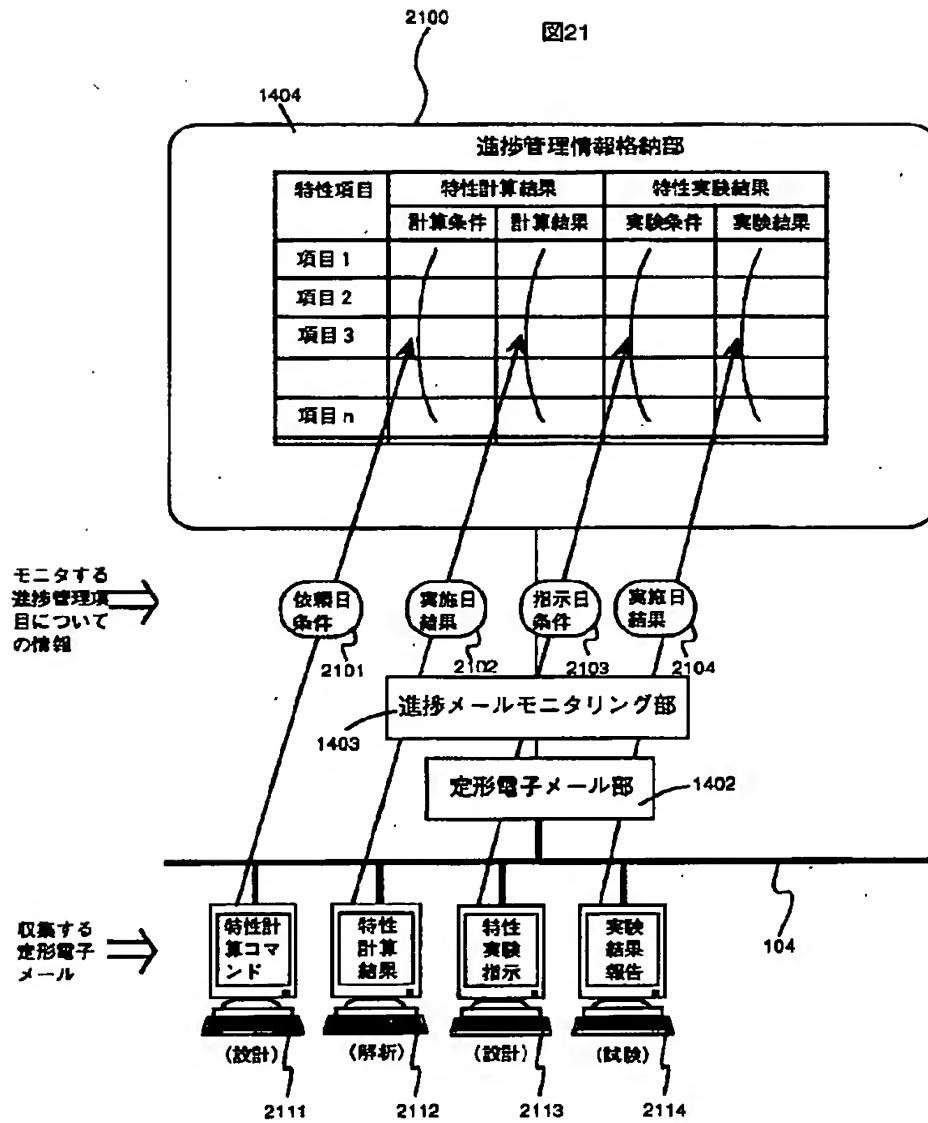 2100
図21
1404
進捗管理情報格納部
特性項目
特性計算結果
特性実験結果
計算条件
計算結果
実験条件
実験結果
項目1
項目2
項目3
項目n
モニタする
進捗管理項
目について
の情報
依頼日
条件
実施日
結果
指示日
条件
実施日
結果
2101
2102
2103
2104
進捗メールモニタリング部
1403
定形電子メール部
1402
104
収集する
定形電子
メール
特性計
算コマ
ンド
特性
計算
結果
特性
実験
指示
実験
結果
報告
(設計)
(解析)
(設計)
(試験)
2111
2112
2113
2114